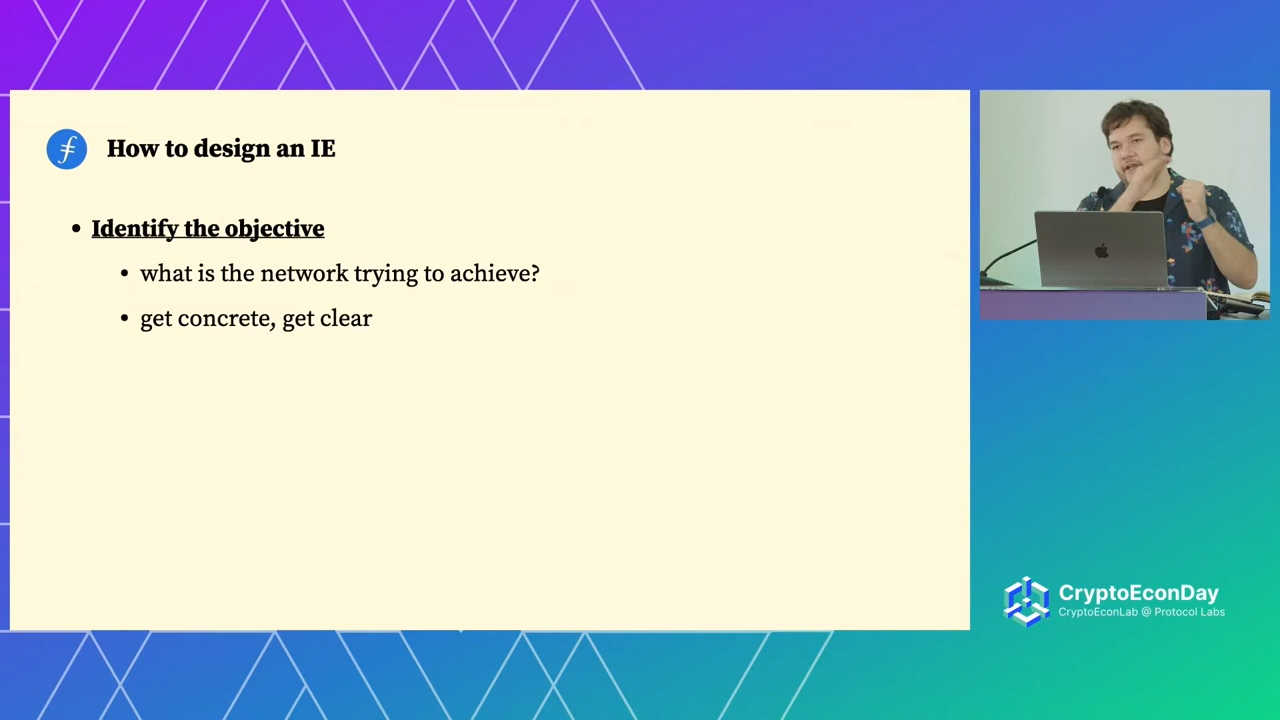 How to design an IE
• Identify the objective
• what is the network trying to achieve?
• get concrete, get clear
CryptoEconDay
CryptoEconLab @ Protocol Labs